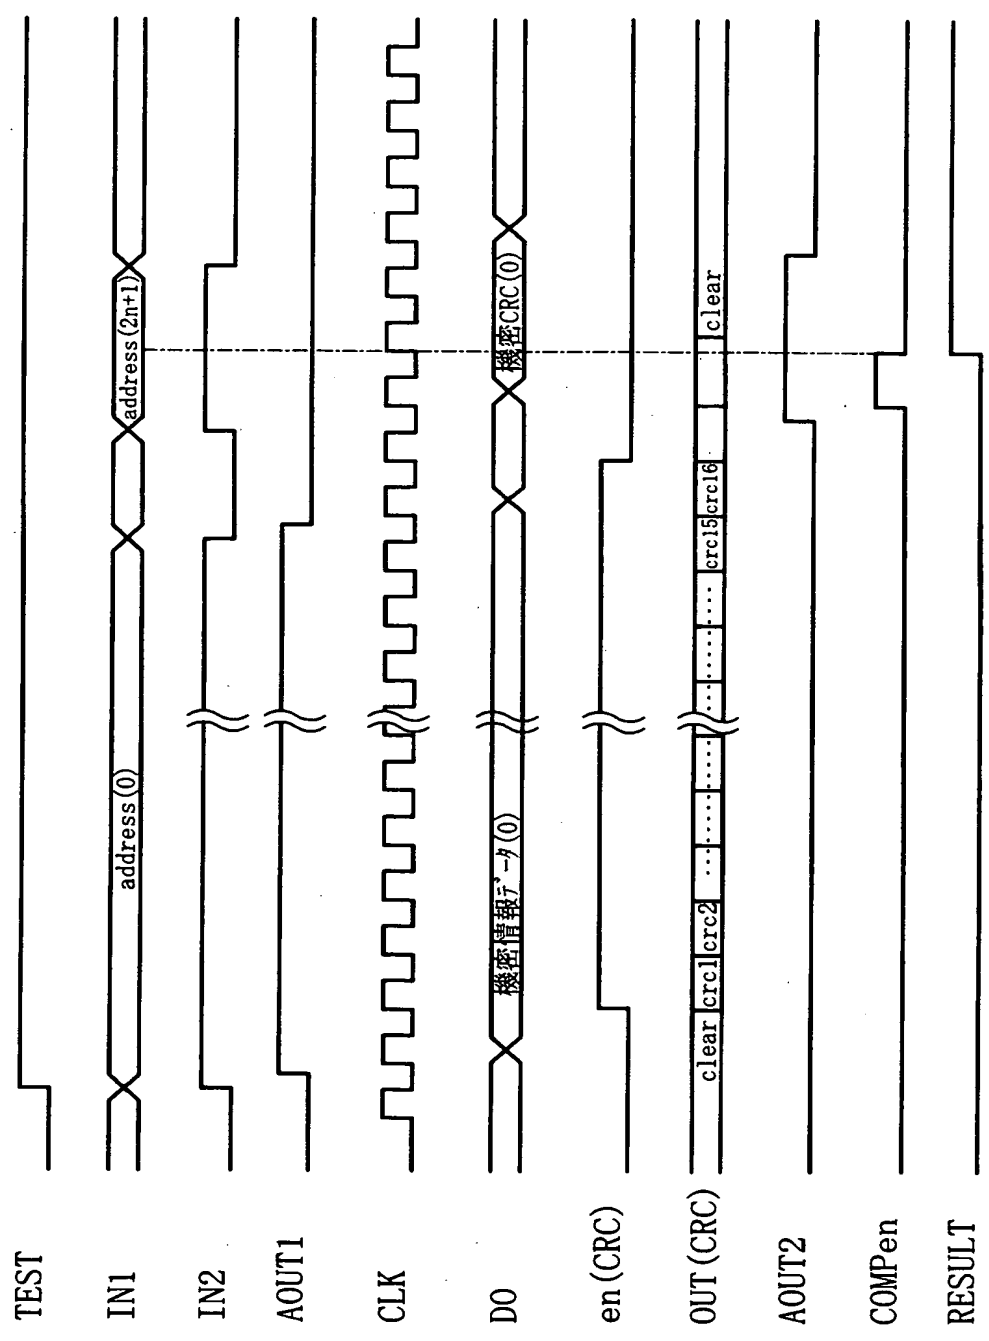 TEST
IN1 address(0) address(2n+1)
IN2
AOUT1
CLK
DO 機密情報データ(0) 機密CRC(0)
en(CRC)
OUT(CRC) clear crc1 crc2 ... ...... ...... ...... ...... ... crc15 crc16 clear
AOUT2
COMPen
RESULT